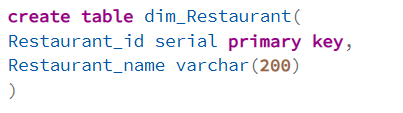 create table dim_Restaurant(
Restaurant_id serial primary key,
Restaurant_name varchar(200)
)